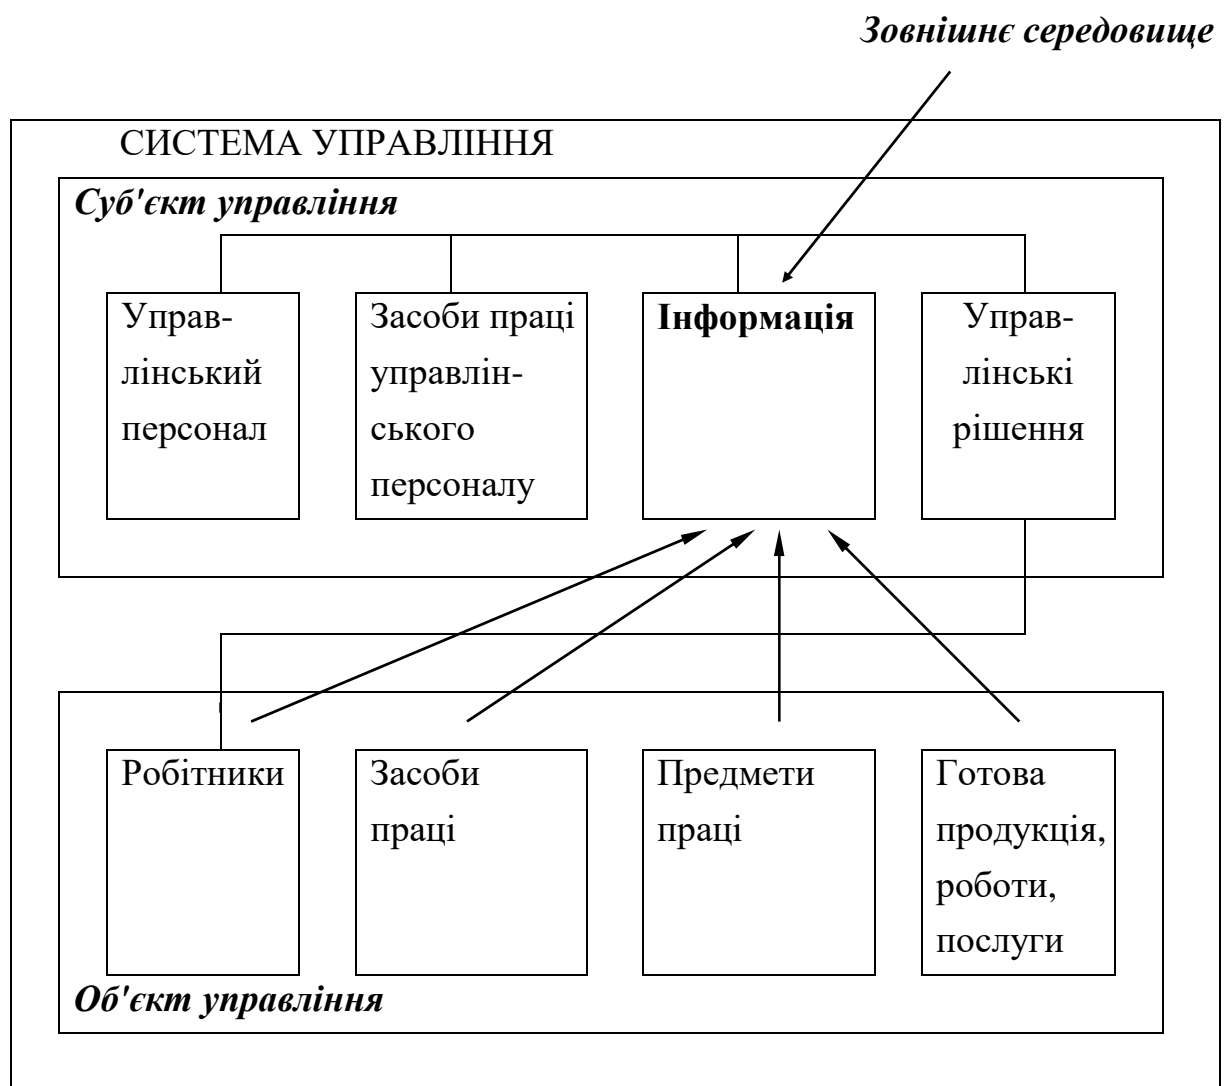 Зовнішнє середовище
СИСТЕМА УПРАВЛІННЯ
Суб'єкт управління
Управ-
лінський
персонал
Засоби праці
управлін-
ського
персоналу
Інформація
Управ-
лінські
рішення
Робітники
Засоби
праці
Предмети
праці
Готова
продукція,
роботи,
послуги
Об'єкт управління